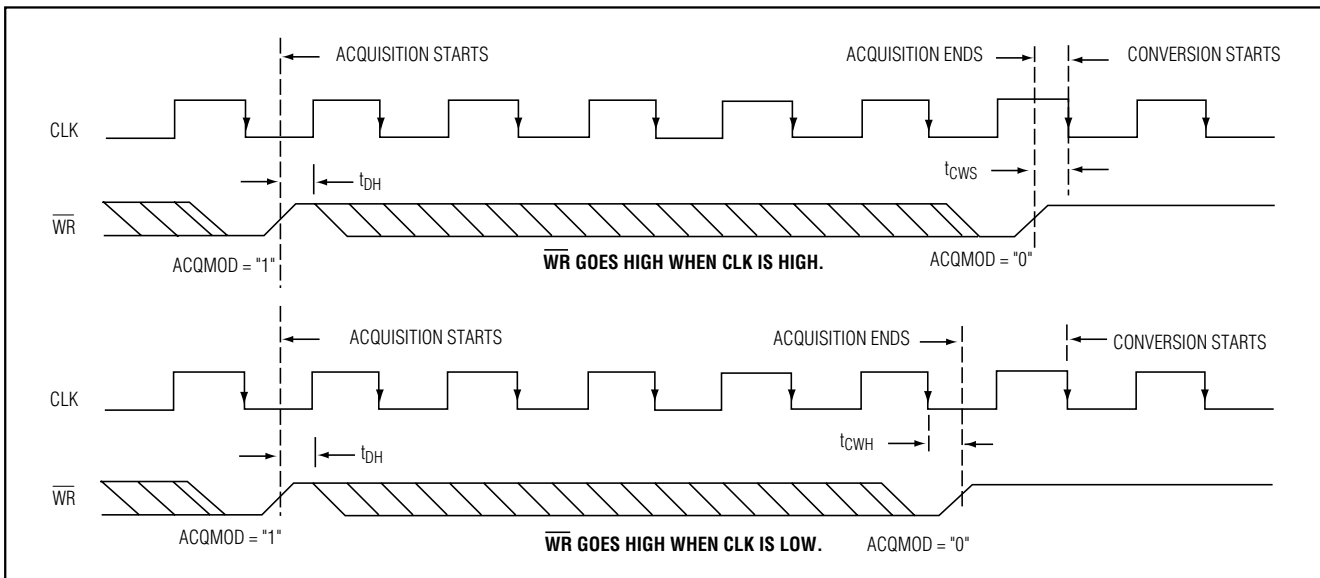 ACQUISITION STARTS
ACQUISITION ENDS
CONVERSION STARTS
CLK
tDH
tCWS
WR
ACQMOD = "1"
WR GOES HIGH WHEN CLK IS HIGH.
ACQMOD = "0"
ACQUISITION STARTS
ACQUISITION ENDS
CONVERSION STARTS
CLK
tDH
tCWH
WR
ACQMOD = "1"
WR GOES HIGH WHEN CLK IS LOW.
ACQMOD = "0"